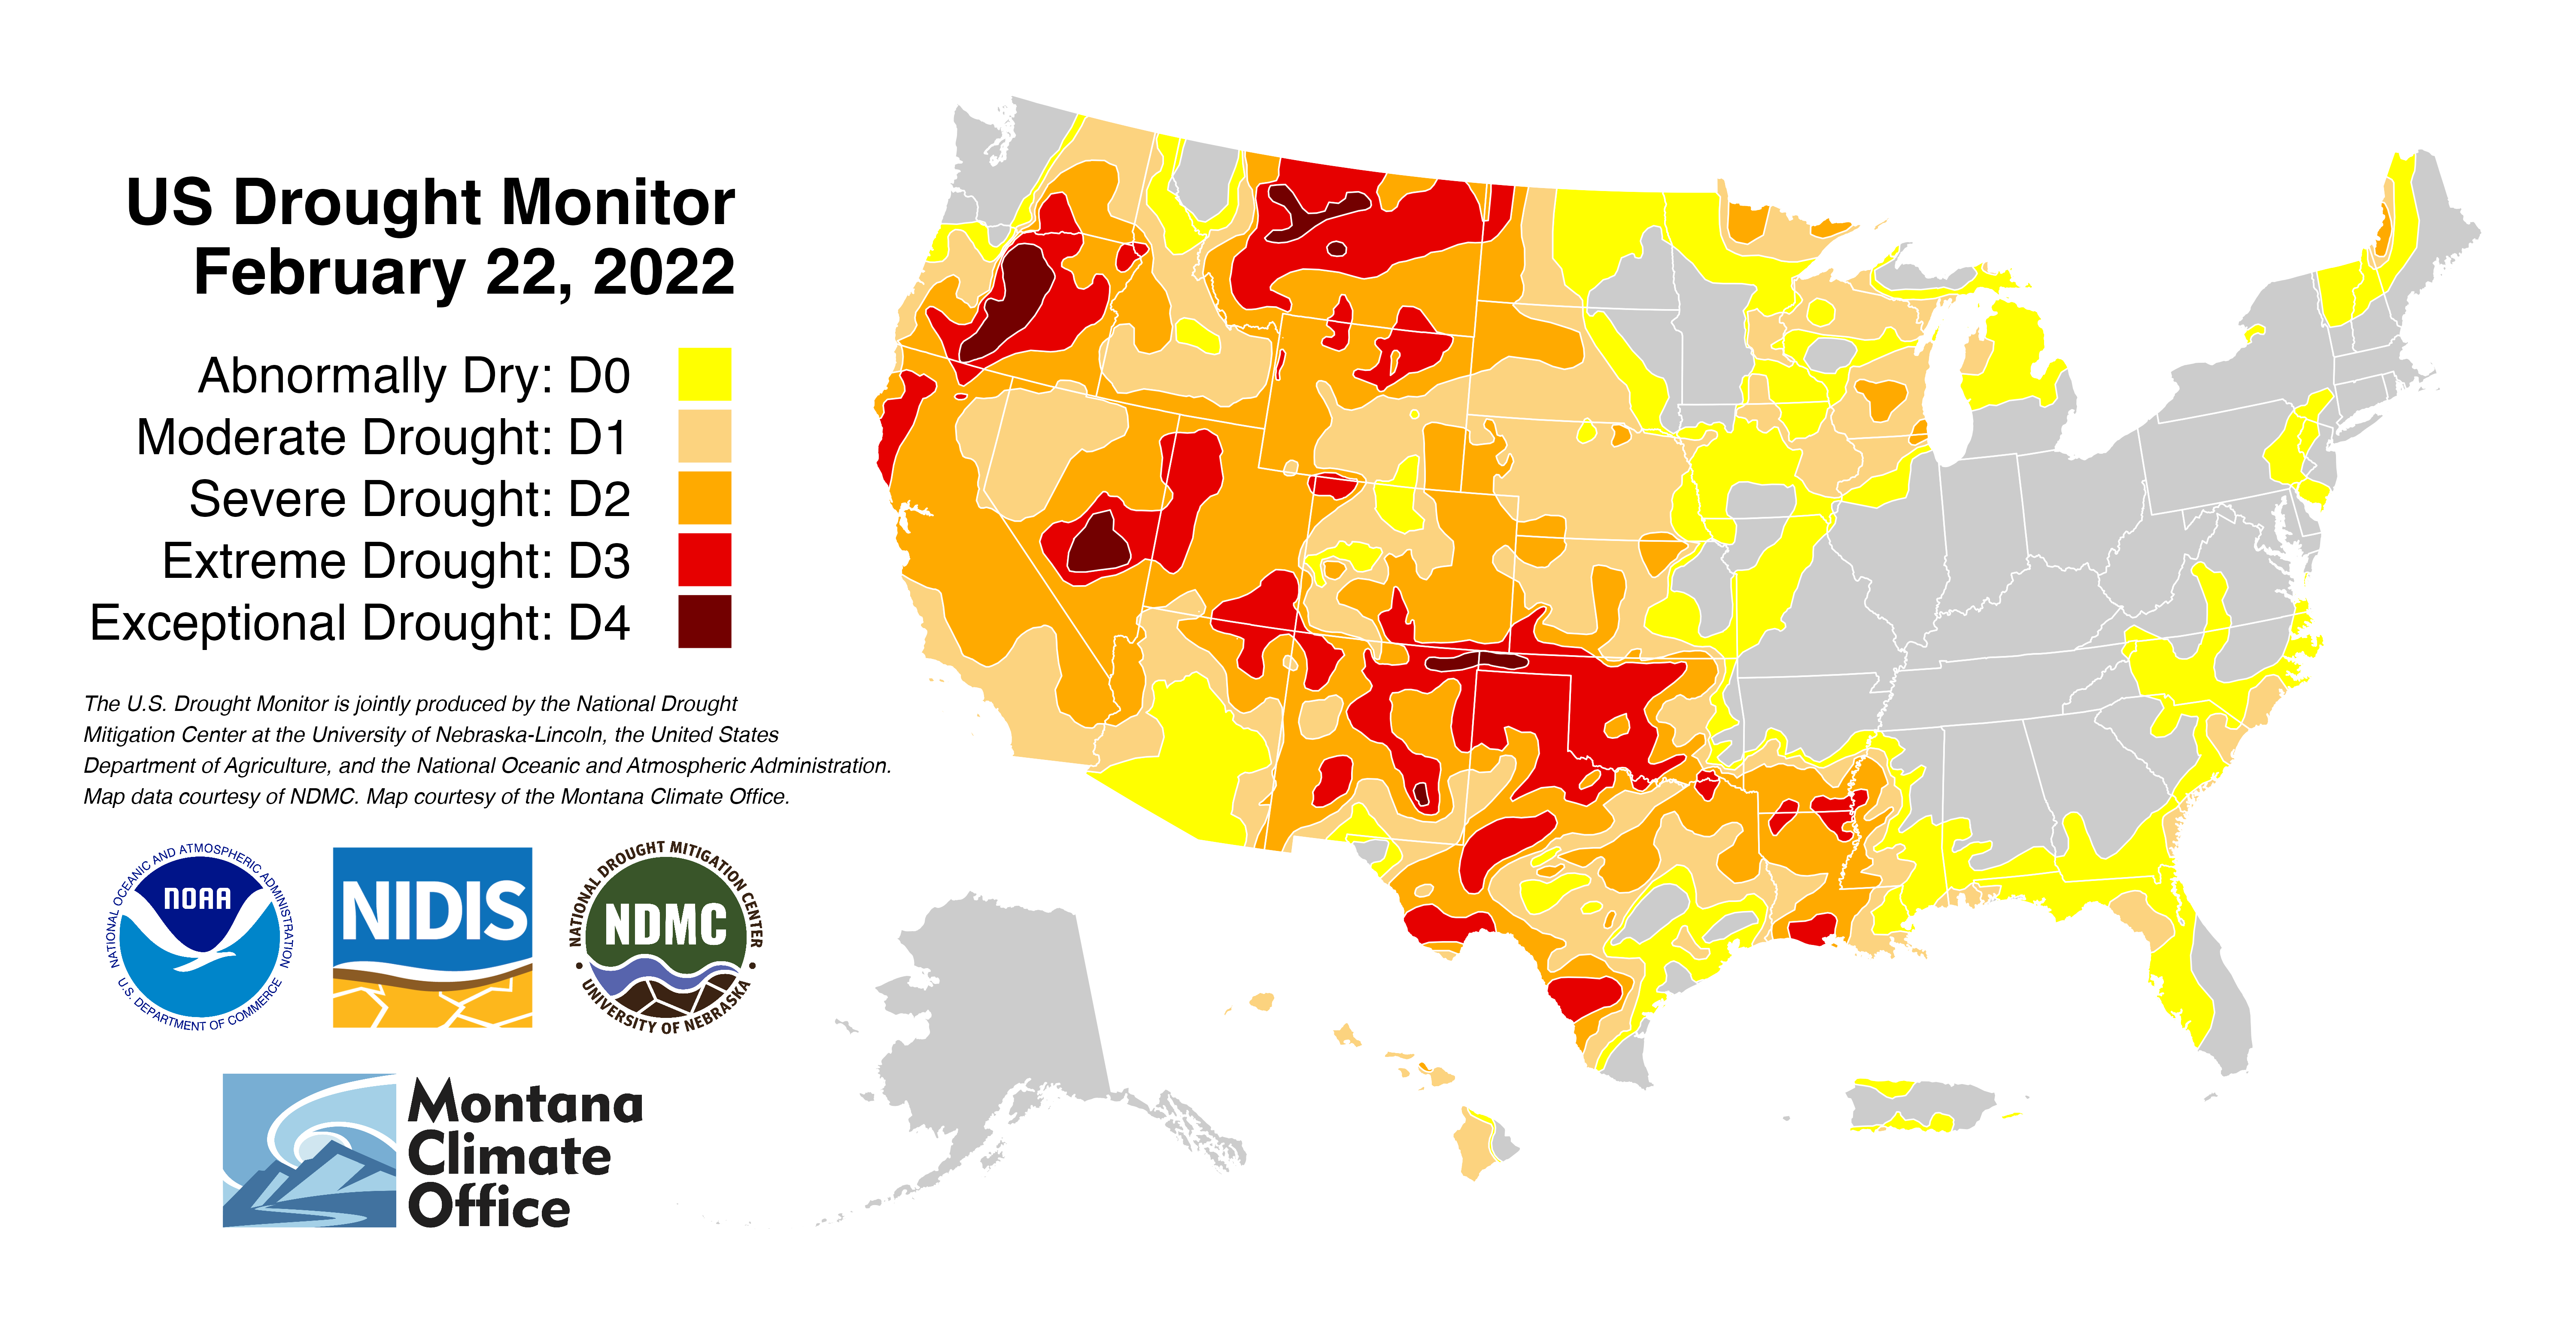 US Drought Monitor
February 22, 2022
Abnormally Dry: D0
Moderate Drought: D1
Severe Drought: D2
Extreme Drought: D3
Exceptional Drought: D4
The U.S. Drought Monitor is jointly produced by the National Drought
Mitigation Center at the University of Nebraska-Lincoln, the United States
Department of Agriculture, and the National Oceanic and Atmospheric Administration.
Map data courtesy of NDMC. Map courtesy of the Montana Climate Office.
NATIONAL OCEANIC AND ATMOSPHERIC ADMINISTRATION
NOAA
U.S. DEPARTMENT OF COMMERCE
NIDIS
NATIONAL DROUGHT MITIGATION CENTER
NDMC
UNIVERSITY OF NEBRASKA
Montana
Climate
Office